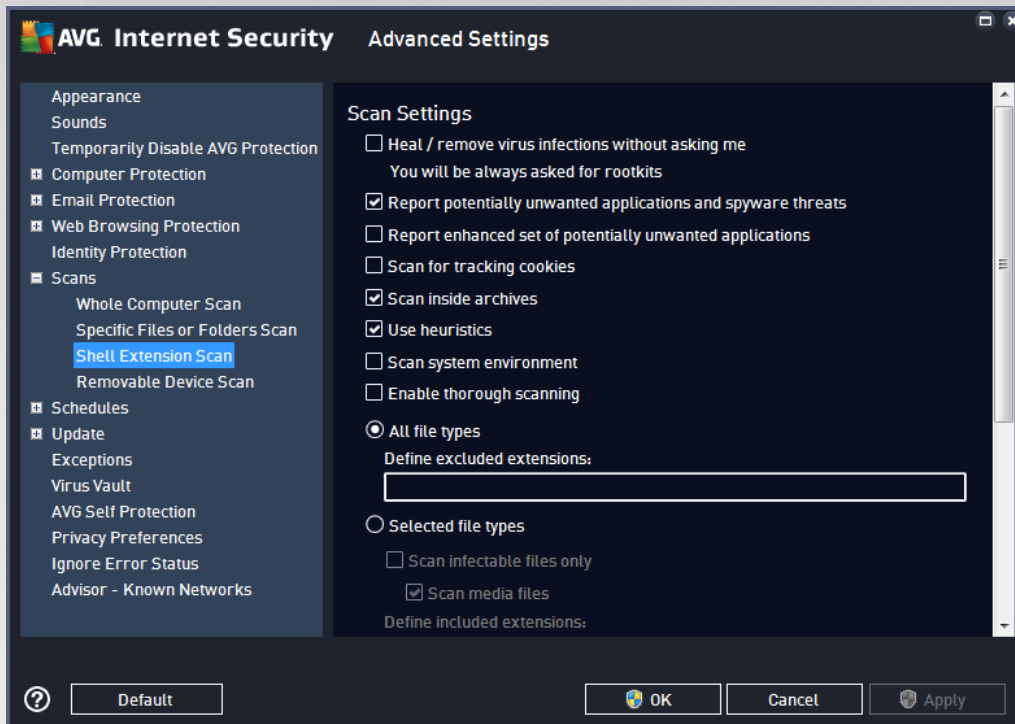 AVG Internet Security Advanced Settings
Appearance
Sounds
Temporarily Disable AVG Protection
Computer Protection
Email Protection
Web Browsing Protection
Identity Protection
Scans
Whole Computer Scan
Specific Files or Folders Scan
Shell Extension Scan
Removable Device Scan
Schedules
Update
Exceptions
Virus Vault
AVG Self Protection
Privacy Preferences
Ignore Error Status
Advisor - Known Networks
Scan Settings
Heal / remove virus infections without asking me
You will be always asked for rootkits
Report potentially unwanted applications and spyware threats
Report enhanced set of potentially unwanted applications
Scan for tracking cookies
Scan inside archives
Use heuristics
Scan system environment
Enable thorough scanning
All file types
Define excluded extensions:
Selected file types
Scan infectable files only
Scan media files
Define included extensions:
? Default OK Cancel Apply